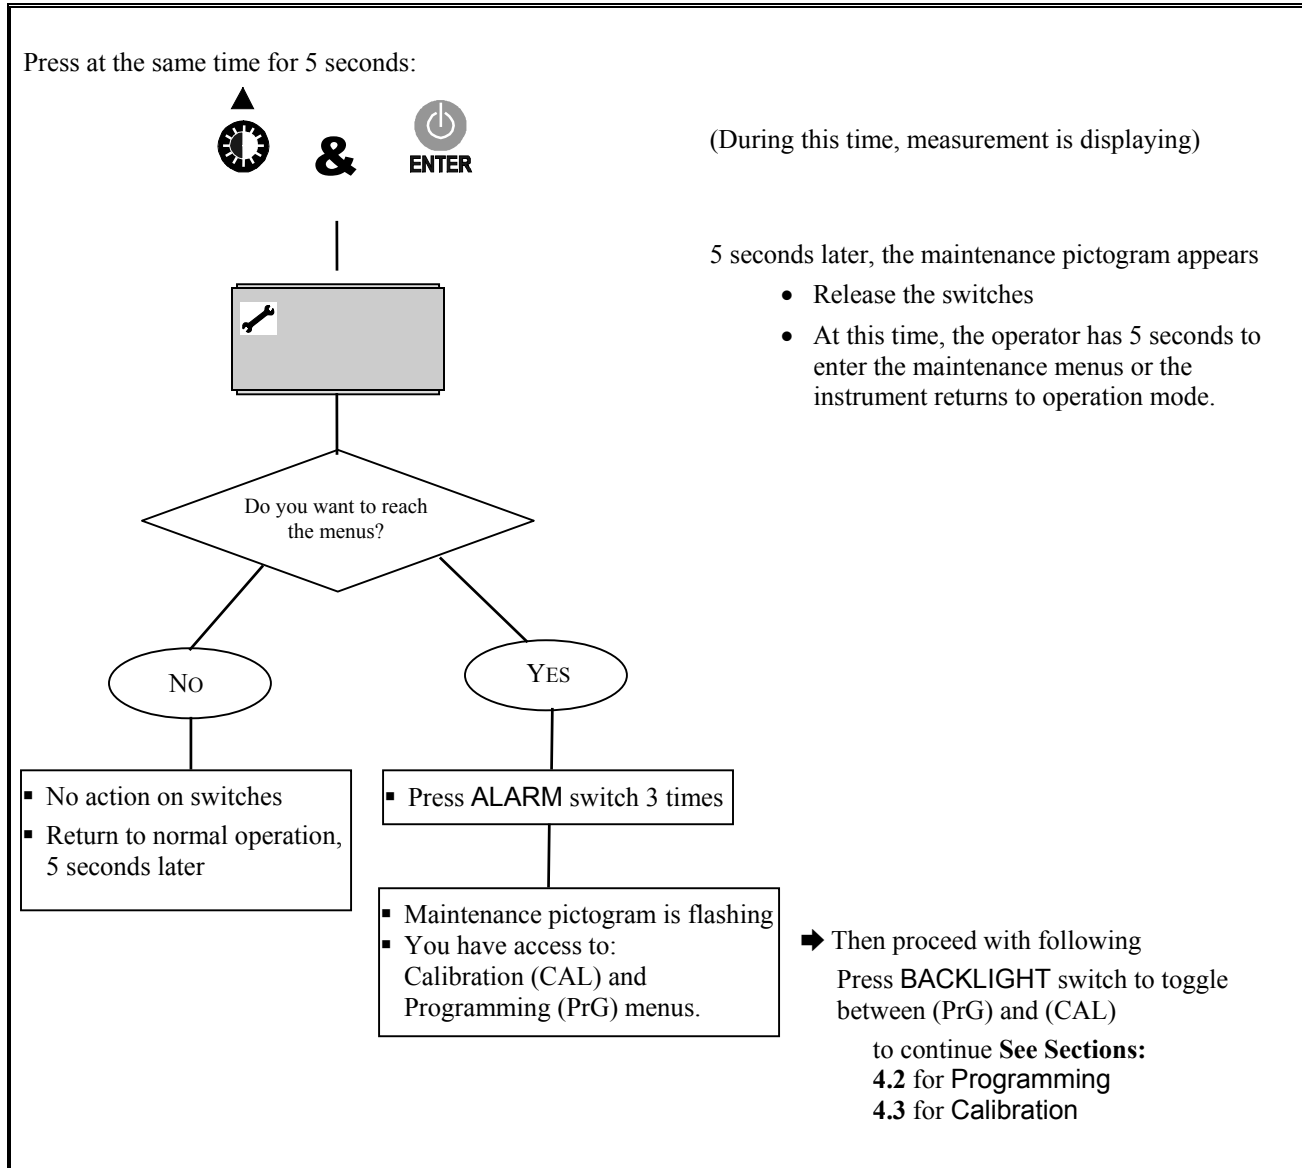 Press at the same time for 5 seconds:
&
ENTER
(During this time, measurement is displaying)
5 seconds later, the maintenance pictogram appears
• Release the switches
• At this time, the operator has 5 seconds to
enter the maintenance menus or the
instrument returns to operation mode.
Do you want to reach
the menus?
NO
YES
▪ No action on switches
▪ Return to normal operation,
5 seconds later
▪ Press ALARM switch 3 times
▪ Maintenance pictogram is flashing
▪ You have access to:
Calibration (CAL) and
Programming (PrG) menus.
➨ Then proceed with following
Press BACKLIGHT switch to toggle
between (PrG) and (CAL)
to continue See Sections:
4.2 for Programming
4.3 for Calibration